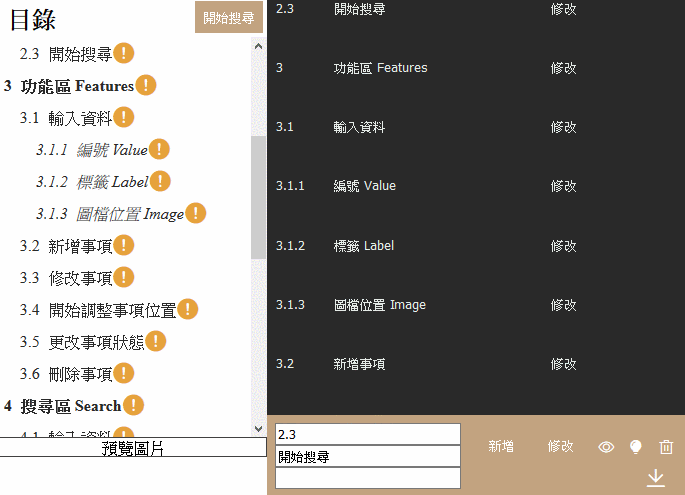 目錄
開始搜尋
2.3 開始搜尋!
3 功能區 Features!
3.1 輸入資料!
3.1.1 編號 Value!
3.1.2 標籤 Label!
3.1.3 圖檔位置 Image!
3.2 新增事項!
3.3 修改事項!
3.4 開始調整事項位置!
3.5 更改事項狀態!
3.6 刪除事項!
4 搜尋區 Search!
4.1 輸入資料!
預覽圖片
2.3 開始搜尋 修改
3 功能區 Features 修改
3.1 輸入資料 修改
3.1.1 編號 Value 修改
3.1.2 標籤 Label 修改
3.1.3 圖檔位置 Image 修改
3.2 新增事項 修改
2.3
開始搜尋
新增 修改